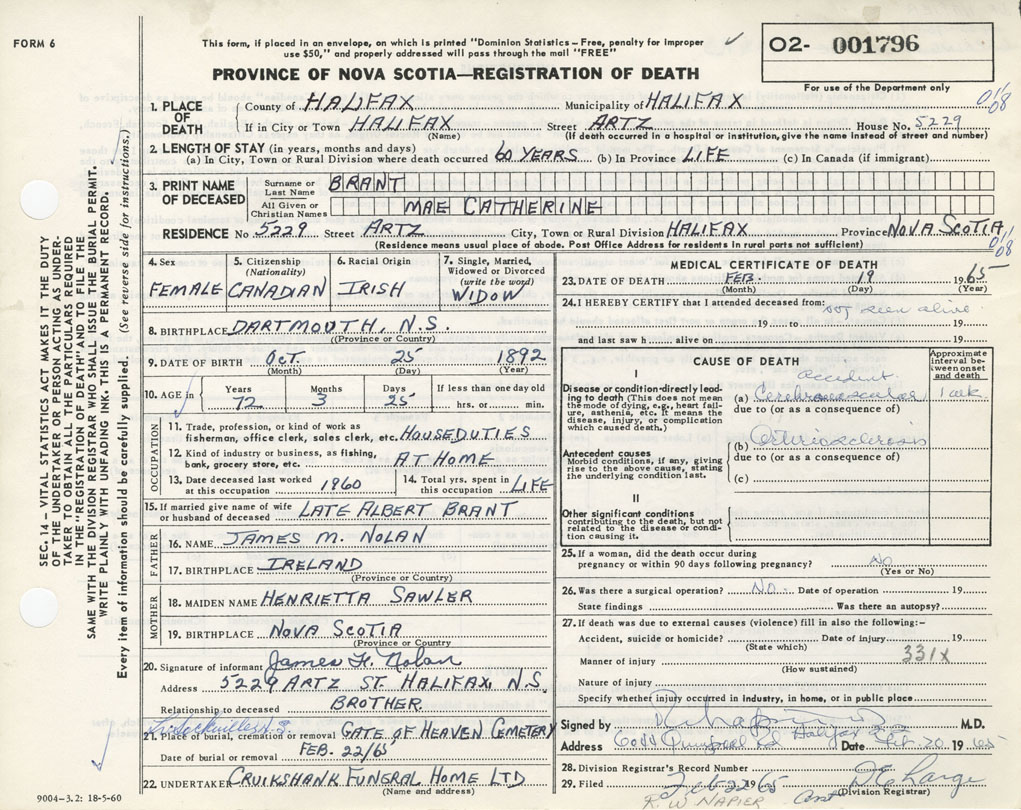 FORM 6
This form, if placed in an envelope, on which is printed "Dominion Statistics – Free, penalty for improper
use $50," and properly addressed will pass through the mail "FREE"
02- 001796
For use of the Department only
PROVINCE OF NOVA SCOTIA—REGISTRATION OF DEATH
1. PLACE OF DEATH
County of HALIFAX Municipality of HALIFAX
If in City or Town HALIFAX Street ARTZ House No. 5229
(Name) (If death occurred in a hospital or institution, give the name instead of street and number)
2. LENGTH OF STAY (in years, months and days)
(a) In City, Town or Rural Division where death occurred 60 YEARS (b) In Province LIFE (c) In Canada (if immigrant)
3. PRINT NAME OF DECEASED
Surname or Last Name BRANT
All Given or Christian Names MAE CATHERINE
RESIDENCE No 5229 Street ARTZ City, Town or Rural Division HALIFAX Province NOVA SCOTIA
(Residence means usual place of abode. Post Office Address for residents in rural parts not sufficient)
4. Sex
FEMALE
5. Citizenship (Nationality)
CANADIAN
6. Racial Origin
IRISH
7. Single, Married, Widowed or Divorced (write the word)
WIDOW
8. BIRTHPLACE DARTMOUTH, N.S.
(Province or Country)
9. DATE OF BIRTH Oct. 25 1892
(Month) (Day) (Year)
10. AGE in Years 72 Months 3 Days 25 If less than one day old hrs. or min.
OCCUPATION
11. Trade, profession, or kind of work as
fisherman, office clerk, sales clerk, etc. HOUSEDUTIES
12. Kind of industry or business, as fishing,
bank, grocery store, etc. AT HOME
13. Date deceased last worked at this occupation 1960
14. Total yrs. spent in this occupation LIFE
15. If married give name of wife
or husband of deceased LATE ALBERT BRANT
FATHER
16. NAME JAMES M. NOLAN
17. BIRTHPLACE IRELAND
(Province or Country)
MOTHER
18. MAIDEN NAME HENRIETTA SAWLER
19. BIRTHPLACE NOVA SCOTIA
(Province or Country)
20. Signature of informant James H. Nolan
Address 5229 ARTZ ST. HALIFAX, N.S.
Relationship to deceased BROTHER
21. Place of burial, cremation or removal GATE OF HEAVEN CEMETERY
Date of burial or removal FEB. 22/65
22. UNDERTAKER CRUIKSHANK FUNERAL HOME LTD
(Name and address)
9004-3.2: 18-5-60
MEDICAL CERTIFICATE OF DEATH
23. DATE OF DEATH FEB. 19 1965
(Month) (Day) (Year)
24. I HEREBY CERTIFY that I attended deceased from:
not seen alive
19 to 19
and last saw h alive on 19
CAUSE OF DEATH
Approximate interval between onset and death
I
Disease or condition directly leading to death (This does not mean the mode of dying, e.g., heart failure, asthenia, etc. It means the disease, injury, or complication which caused death.)
accident
(a) Cerebrovascular
due to (or as a consequence of)
Antecedent causes
Morbid conditions, if any, giving rise to the above cause, stating the underlying condition last.
(b) Arteriosclerosis
due to (or as a consequence of)
(c)
II
Other significant conditions
contributing to the death, but not related to the disease or condition causing it.
25. If a woman, did the death occur during
pregnancy or within 90 days following pregnancy? No
(Yes or No)
26. Was there a surgical operation? No. Date of operation 19
State findings Was there an autopsy?
27. If death was due to external causes (violence) fill in also the following:-
Accident, suicide or homicide? Date of injury 19
(State which)
331X
Manner of injury
(How sustained)
Nature of injury
Specify whether injury occurred in industry, in home, or in public place
Signed by M.D.
Address Halifax Date Feb. 20 1965
28. Division Registrar's Record Number
29. Filed Feb 22 1965
(Division Registrar)
R. W. NAPIER Asst
SEC. 14 – VITAL STATISTICS ACT MAKES IT THE DUTY
OF THE UNDERTAKER OR PERSON ACTING AS UNDER-
TAKER TO OBTAIN ALL THE PARTICULARS REQUIRED
IN THE "REGISTRATION OF DEATH" AND TO FILE THE
SAME WITH THE DIVISION REGISTRAR WHO SHALL ISSUE THE BURIAL PERMIT.
WRITE PLAINLY WITH UNFADING INK. THIS IS A PERMANENT RECORD.
Every item of information should be carefully supplied. (See reverse side for instructions.)